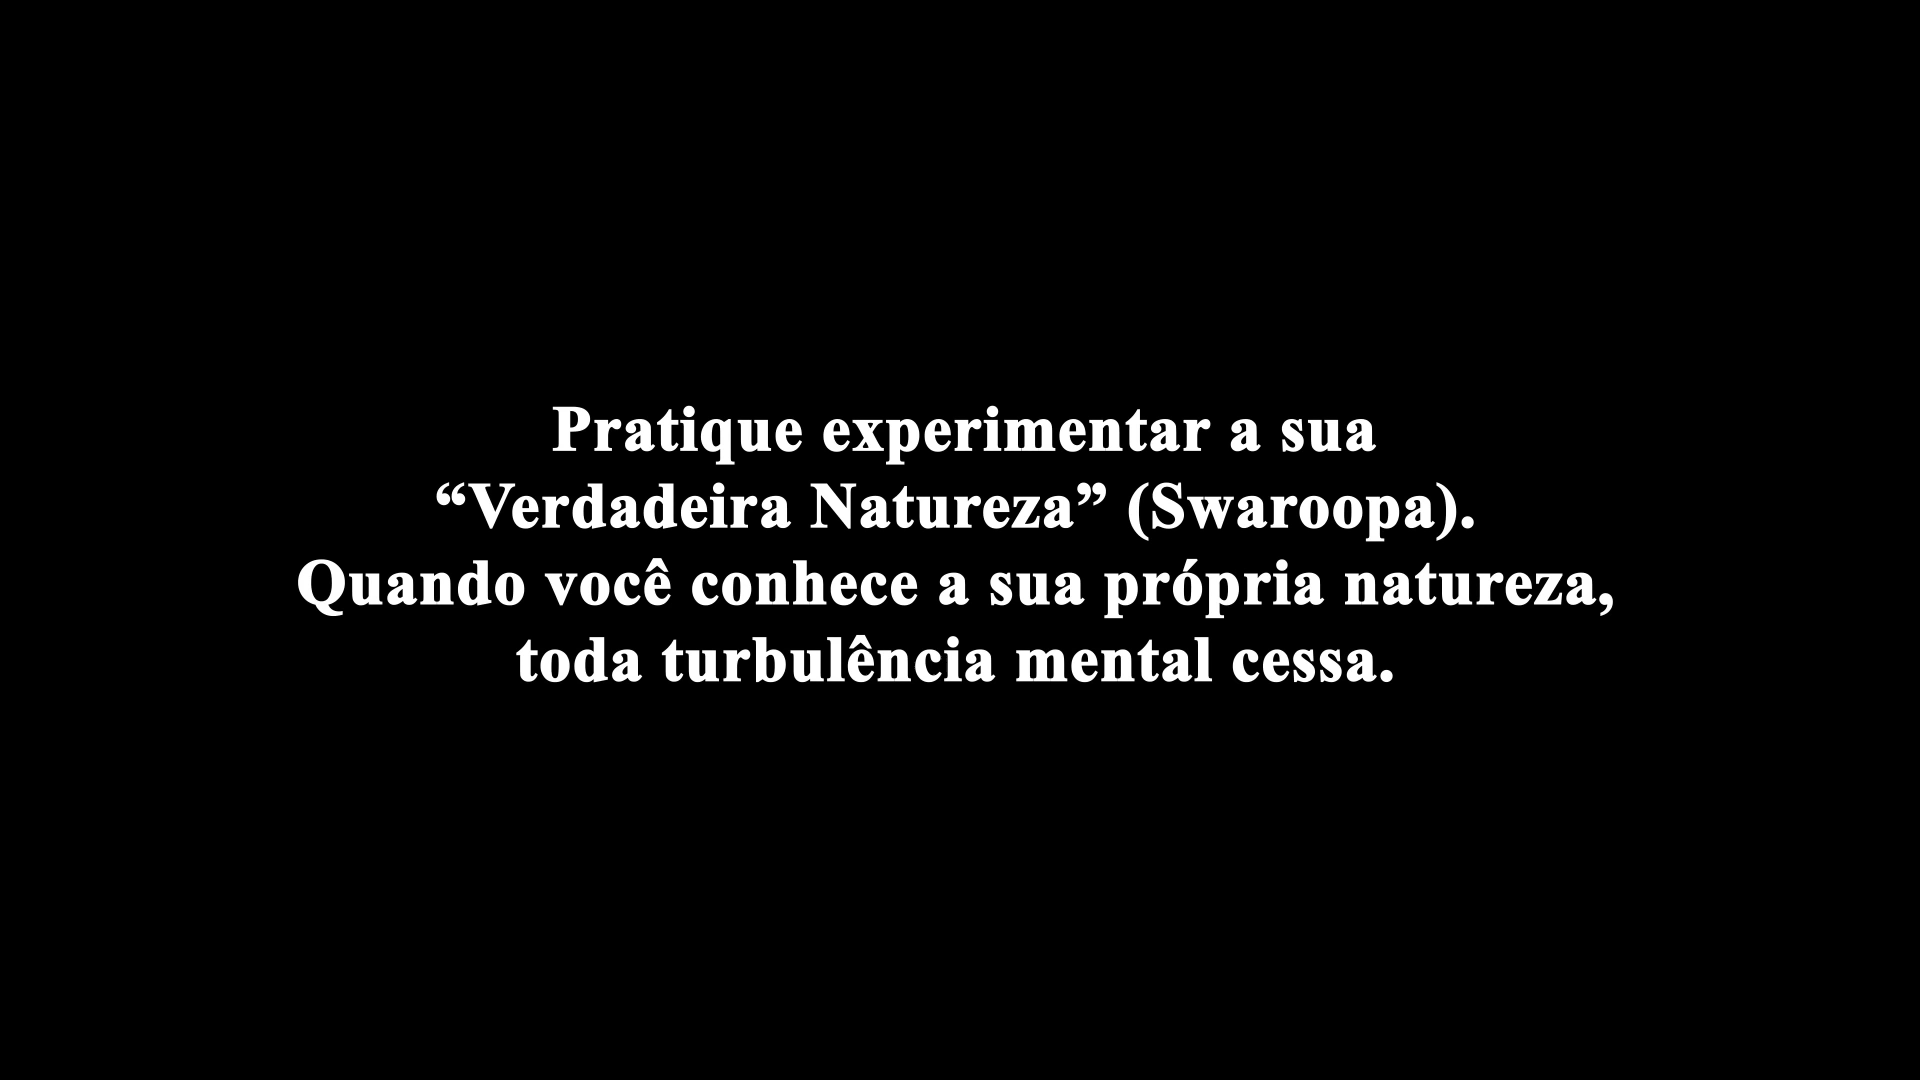 Pratique experimentar a sua
“Verdadeira Natureza” (Swaroopa).
Quando você conhece a sua própria natureza,
toda turbulência mental cessa.